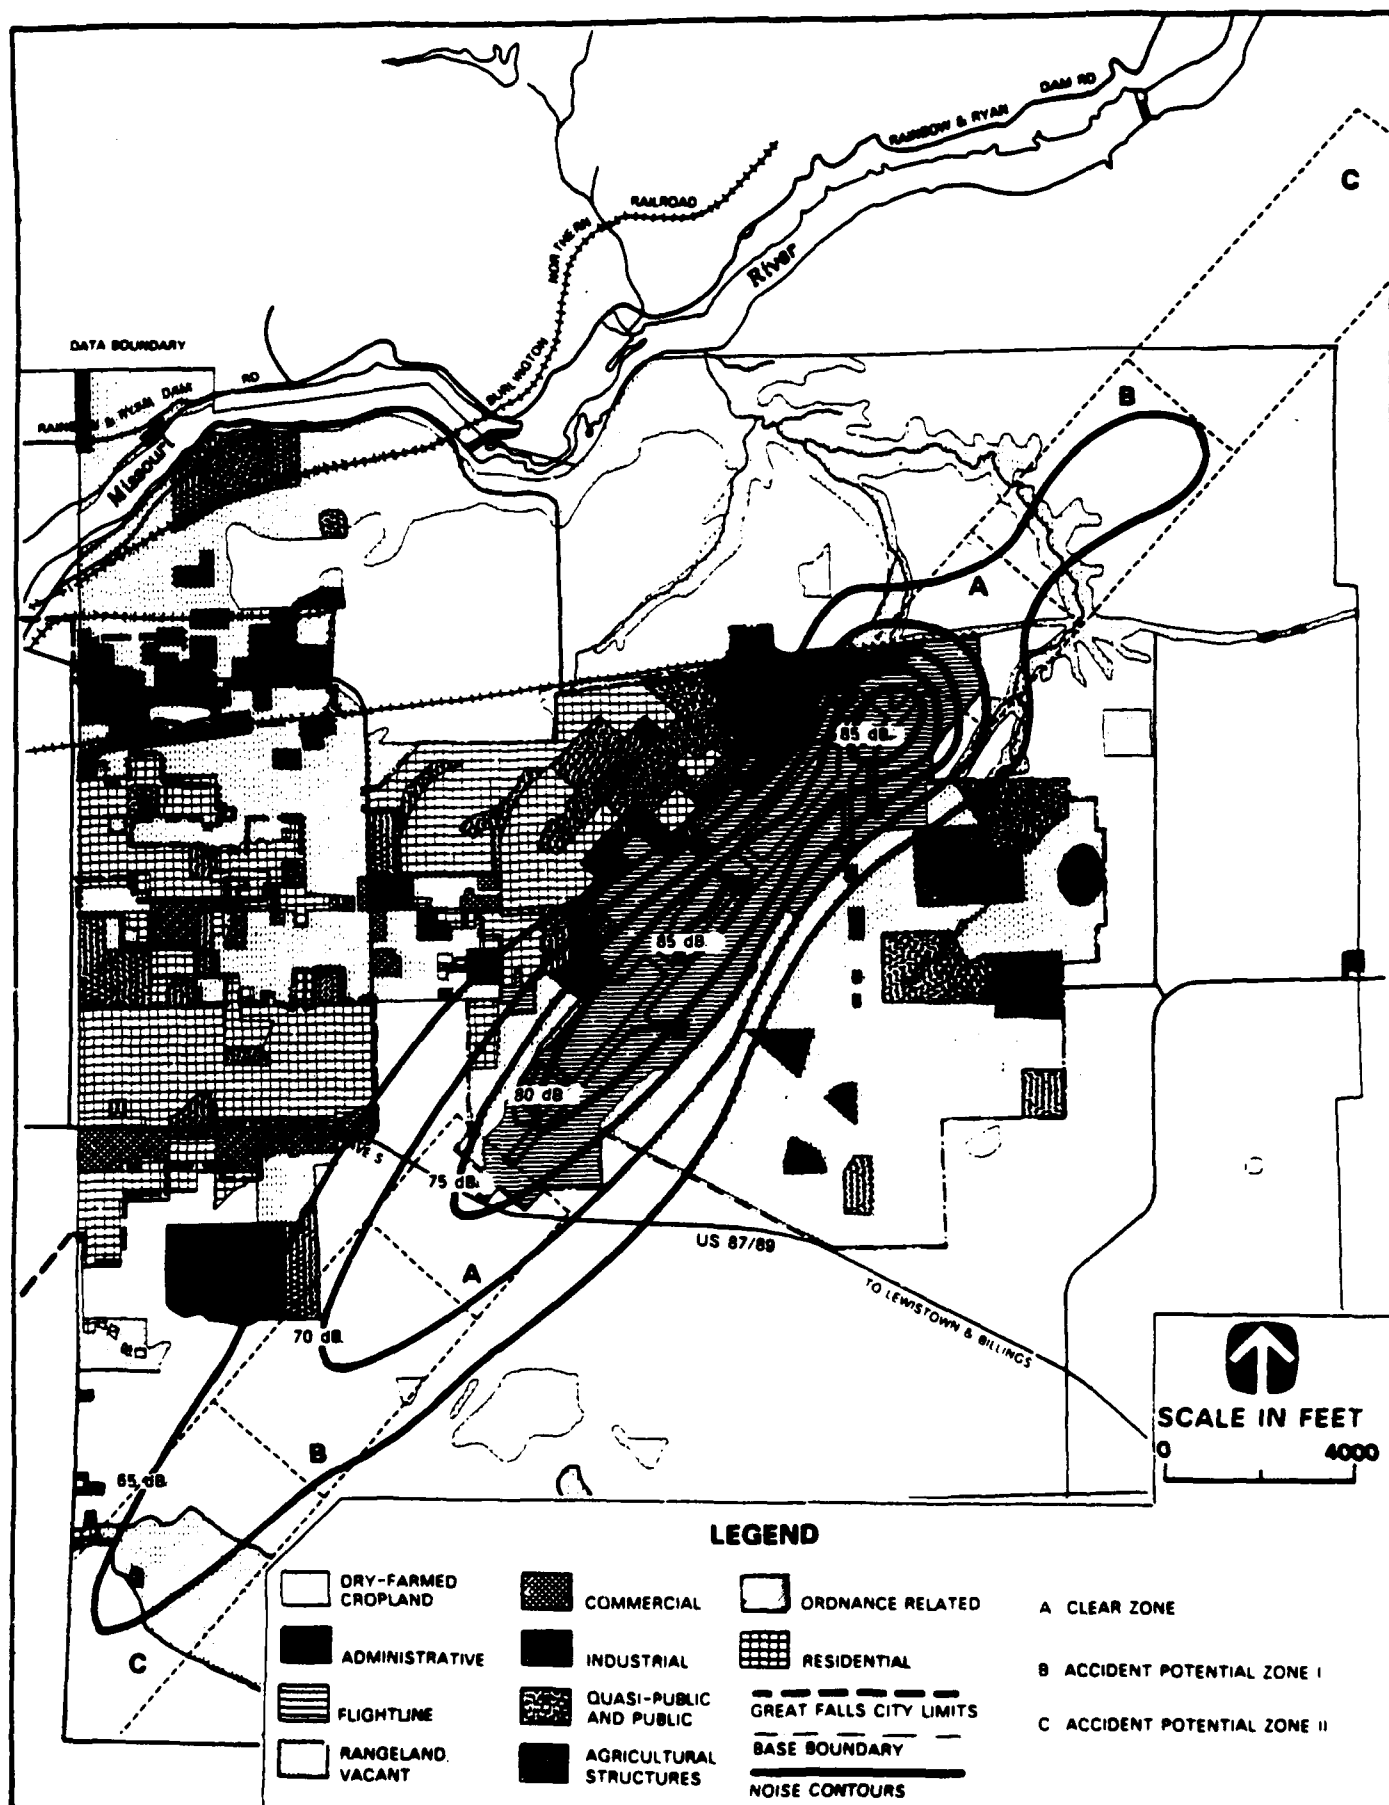 DAM RD
RAINBOW & RYAN
C
RAILROAD
NORTHERN
River
DATA BOUNDARY
BURLINGTON
RD
RAINBOW & RYAN DAM
Missouri
B
A
85 dB.
85 dB.
80 dB
AVE S
75 dB.
US 87/89
A
TO LEWISTOWN & BILLINGS
70 dB.
SCALE IN FEET
0 4000
B
65 dB.
C
LEGEND
DRY-FARMED
CROPLAND
ADMINISTRATIVE
FLIGHTLINE
RANGELAND,
VACANT
COMMERCIAL
INDUSTRIAL
QUASI-PUBLIC
AND PUBLIC
AGRICULTURAL
STRUCTURES
ORDNANCE RELATED
RESIDENTIAL
GREAT FALLS CITY LIMITS
BASE BOUNDARY
NOISE CONTOURS
A CLEAR ZONE
B ACCIDENT POTENTIAL ZONE I
C ACCIDENT POTENTIAL ZONE II